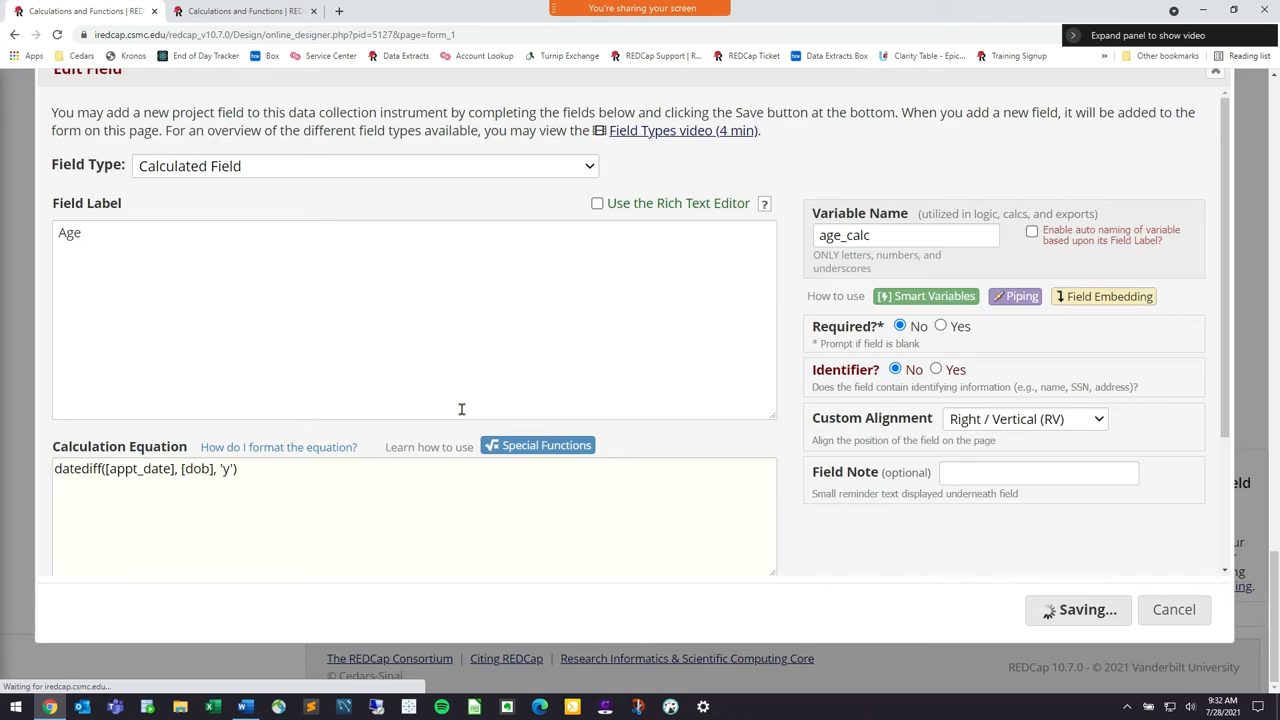 Calculations and Functions | RED
Calculations and Functions | RED
You're sharing your screen
iredcap.csmc.edu/redcap_v10.7.0/Design/online_designer.php?pid=5127&page=form_1
Expand panel to show video
Apps
Cedars
Kronos
End of Day Tracker
Box
Service Center
Data Extracts
Account Lookup
Turnip Exchange
REDCap Support | R...
REDCap Ticket
Data Extracts Box
Clarity Table - Epic...
Training Signup
»
Other bookmarks
Reading list
Edit Field
You may add a new project field to this data collection instrument by completing the fields below and clicking the Save button at the bottom. When you add a new field, it will be added to the
form on this page. For an overview of the different field types available, you may view the Field Types video (4 min).
Field Type: Calculated Field
Field Label
Use the Rich Text Editor ?
Age
Variable Name (utilized in logic, calcs, and exports)
age_calc
Enable auto naming of variable
based upon its Field Label?
ONLY letters, numbers, and
underscores
How to use [⚡] Smart Variables Piping Field Embedding
Required?* No Yes
* Prompt if field is blank
Identifier? No Yes
Does the field contain identifying information (e.g., name, SSN, address)?
Custom Alignment Right / Vertical (RV)
Align the position of the field on the page
Calculation Equation How do I format the equation? Learn how to use √x Special Functions
datediff([appt_date], [dob], 'y')
Field Note (optional)
Small reminder text displayed underneath field
eld
ur
g
ing.
Saving... Cancel
The REDCap Consortium | Citing REDCap | Research Informatics & Scientific Computing Core
© Cedars-Sinai
REDCap 10.7.0 - © 2021 Vanderbilt University
Waiting for iredcap.csmc.edu...
9:32 AM
7/28/2021